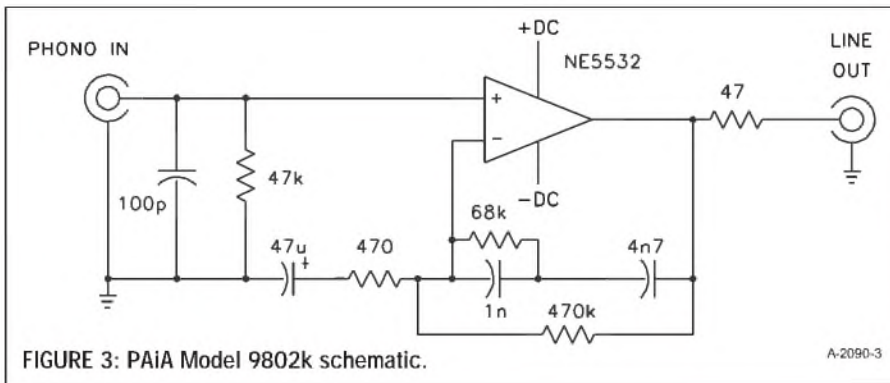 PHONO IN
+DC
NE5532
LINE
OUT
47
+
-
-DC
100p
47k
47u
+
470
68k
1n
4n7
470k
FIGURE 3: PAiA Model 9802k schematic.
A-2090-3